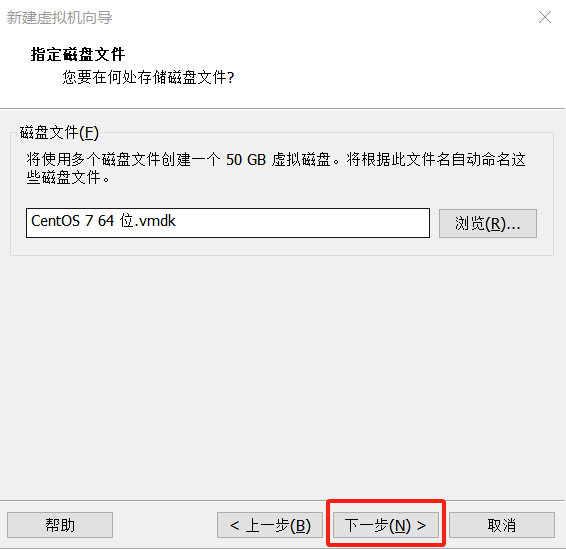 新建虚拟机向导
指定磁盘文件
您要在何处存储磁盘文件?
磁盘文件(F)
将使用多个磁盘文件创建一个 50 GB 虚拟磁盘。将根据此文件名自动命名这
些磁盘文件。
CentOS 7 64 位.vmdk
浏览(R)...
帮助
< 上一步(B)
下一步(N) >
取消